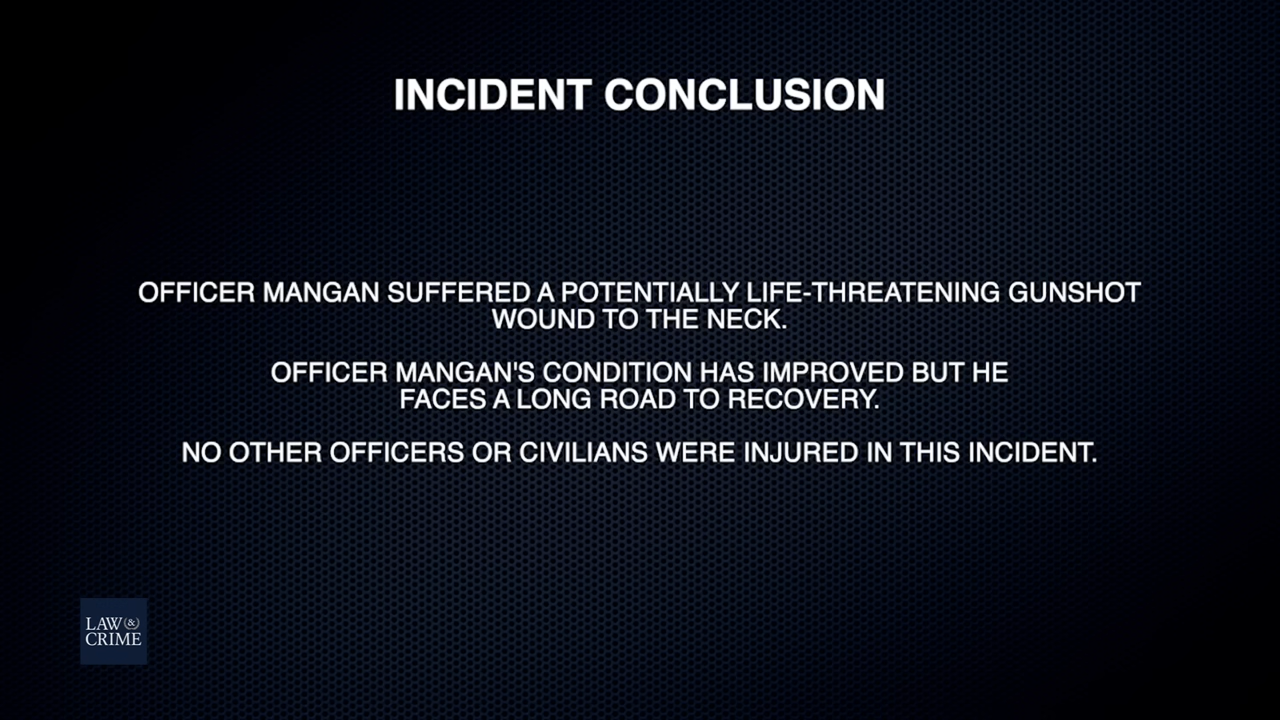 INCIDENT CONCLUSION
OFFICER MANGAN SUFFERED A POTENTIALLY LIFE-THREATENING GUNSHOT
WOUND TO THE NECK.
OFFICER MANGAN'S CONDITION HAS IMPROVED BUT HE
FACES A LONG ROAD TO RECOVERY.
NO OTHER OFFICERS OR CIVILIANS WERE INJURED IN THIS INCIDENT.
LAW(&)
CRIME